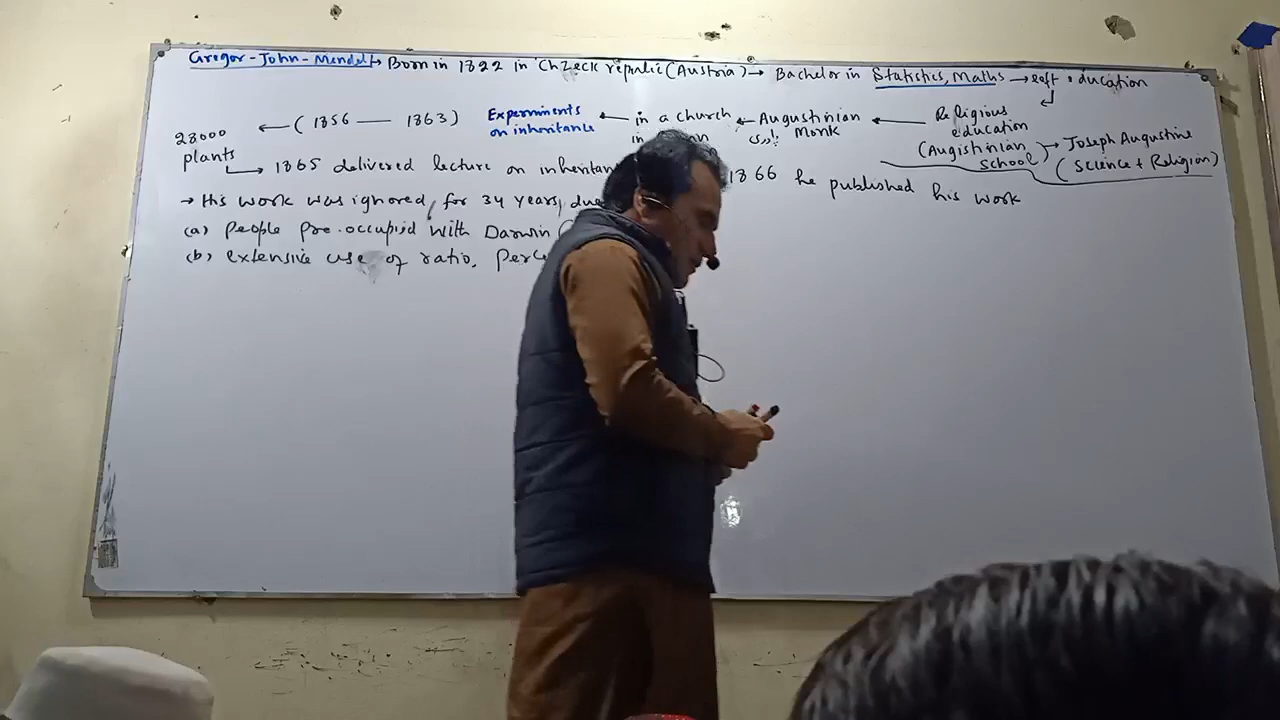 Gregor-John-Mendel → Born in 1822 in Chzeck repulic (Austria) → Bachelor in Statistics, Maths → left education
Religious education (Augistinian school) → Joseph Augustine (Science + Religion)
← Augustinian Monk پادری
← in a church in
← Experiments on inheritance
(1856 — 1863)
← 28000 plants
→ 1865 delivered lecture on inheritan 1866 he published his work
→ His work was ignored, for 34 years, due
(a) People pre-occupied with Darwin
(b) extensive use of ratio,